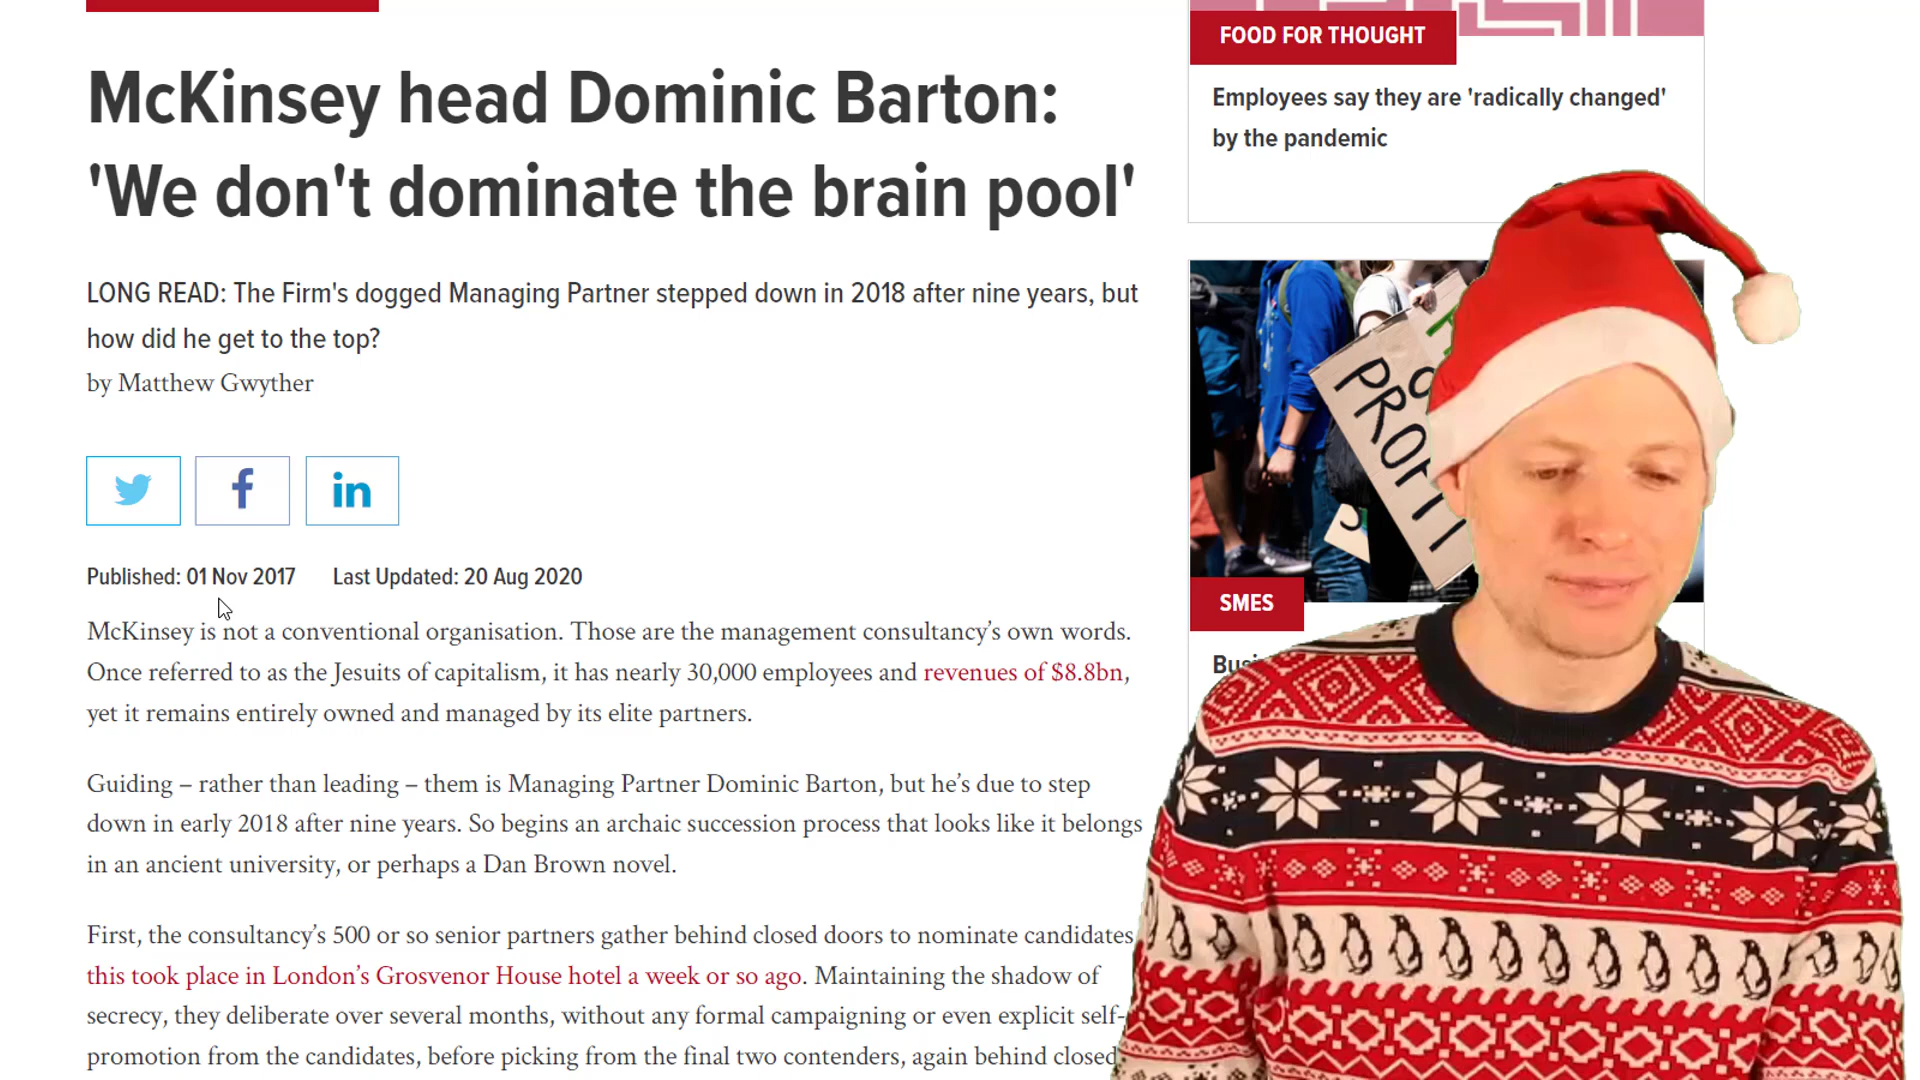 McKinsey head Dominic Barton:
'We don't dominate the brain pool'
LONG READ: The Firm's dogged Managing Partner stepped down in 2018 after nine years, but
how did he get to the top?
by Matthew Gwyther
Published: 01 Nov 2017 Last Updated: 20 Aug 2020
McKinsey is not a conventional organisation. Those are the management consultancy’s own words.
Once referred to as the Jesuits of capitalism, it has nearly 30,000 employees and revenues of $8.8bn,
yet it remains entirely owned and managed by its elite partners.
Guiding – rather than leading – them is Managing Partner Dominic Barton, but he’s due to step
down in early 2018 after nine years. So begins an archaic succession process that looks like it belongs
in an ancient university, or perhaps a Dan Brown novel.
First, the consultancy’s 500 or so senior partners gather behind closed doors to nominate candidates
this took place in London’s Grosvenor House hotel a week or so ago. Maintaining the shadow of
secrecy, they deliberate over several months, without any formal campaigning or even explicit self-
promotion from the candidates, before picking from the final two contenders, again behind closed
FOOD FOR THOUGHT
Employees say they are 'radically changed'
by the pandemic
PROFIT
SMES